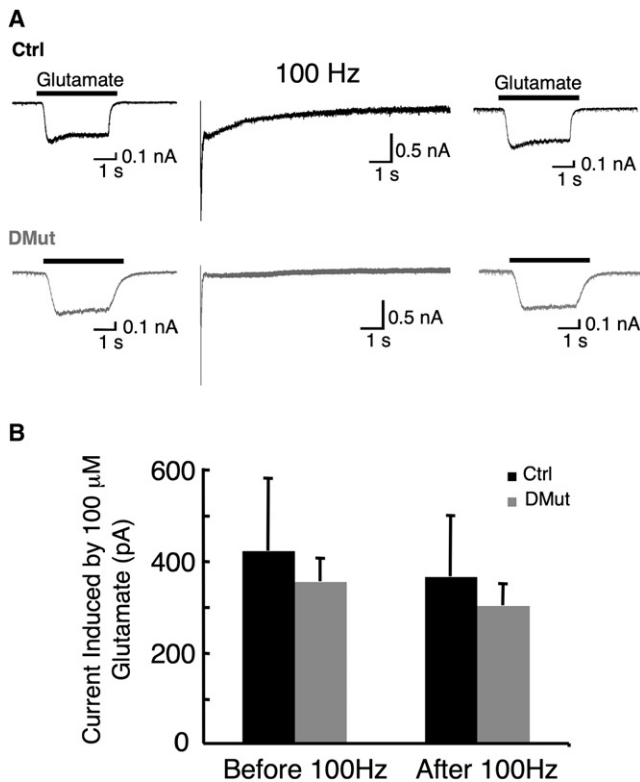 A
Ctrl
Glutamate
100 Hz
Glutamate
0.1 nA
1 s
0.5 nA
1 s
0.1 nA
1 s
DMut
0.1 nA
1 s
0.5 nA
1 s
0.1 nA
1 s
B
Current Induced by 100 μM
Glutamate (pA)
600
400
200
0
Ctrl
DMut
Before 100Hz
After 100Hz